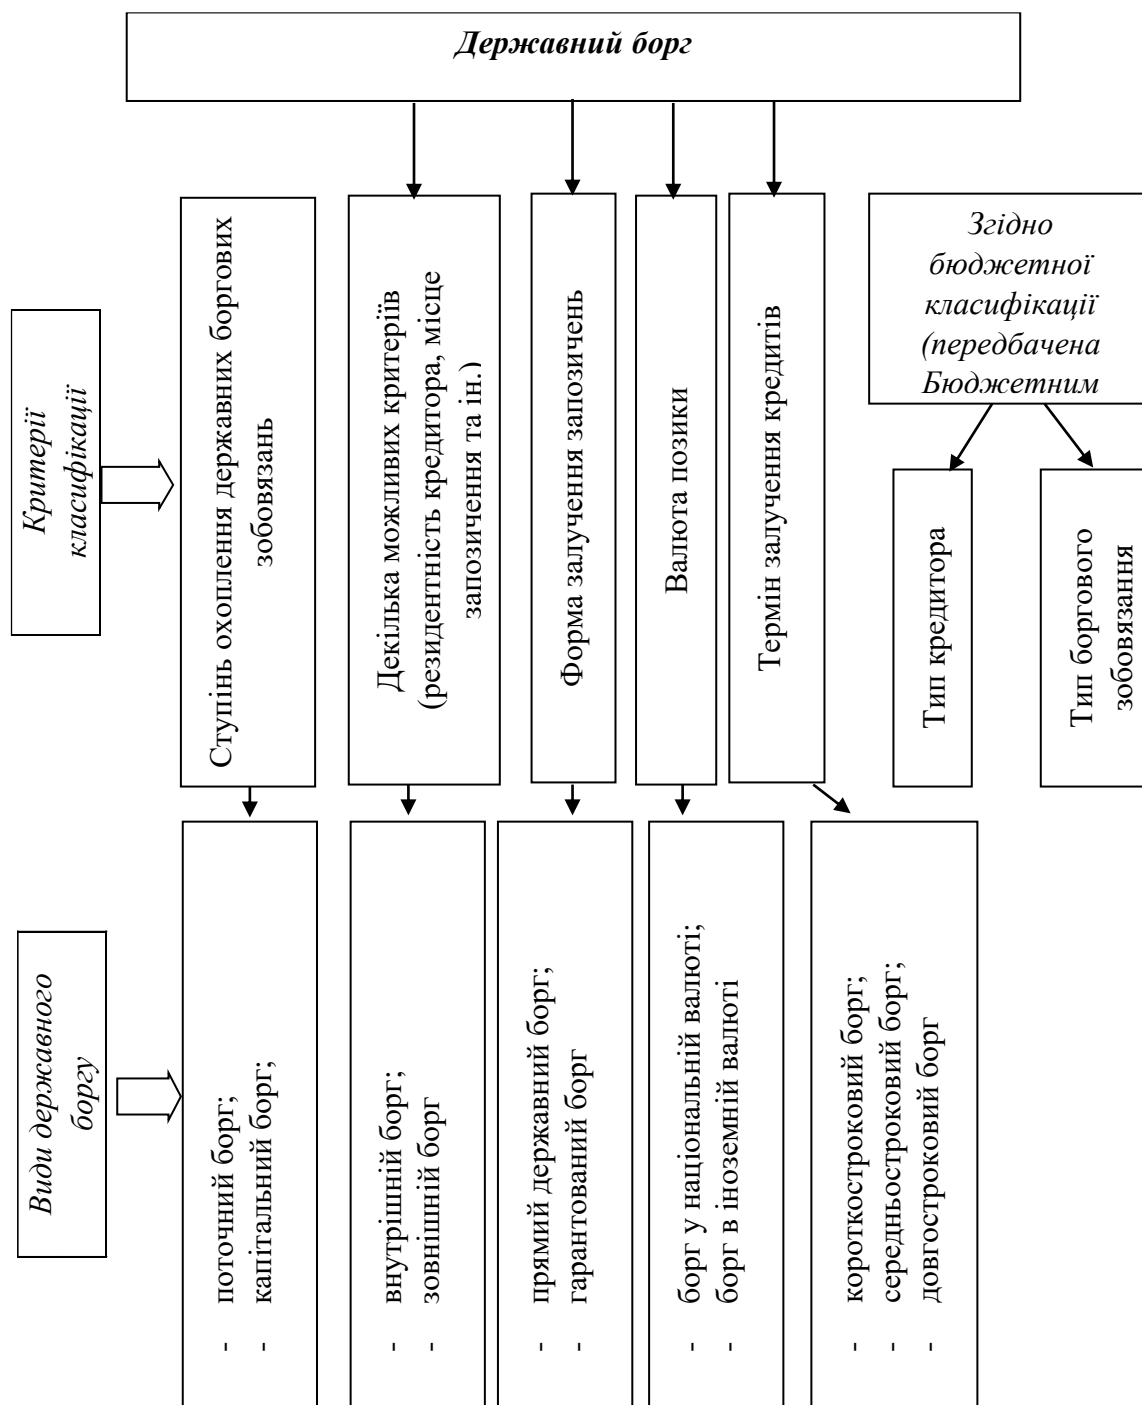 Державний борг
Критерії
класифікації
Ступінь охоплення державних боргових
зобовязань
Декілька можливих критеріїв
(резидентність кредитора, місце
запозичення та ін.)
Форма залучення запозичень
Валюта позики
Термін залучення кредитів
Згідно
бюджетної
класифікації
(передбачена
Бюджетним
Тип кредитора
Тип боргового
зобовязання
Види державного
боргу
- поточний борг;
- капітальний борг;
- внутрішній борг;
- зовнішній борг
- прямий державний борг;
- гарантований борг
- борг у національній валюті;
- борг в іноземній валюті
- короткостроковий борг;
- середньостроковий борг;
- довгостроковий борг